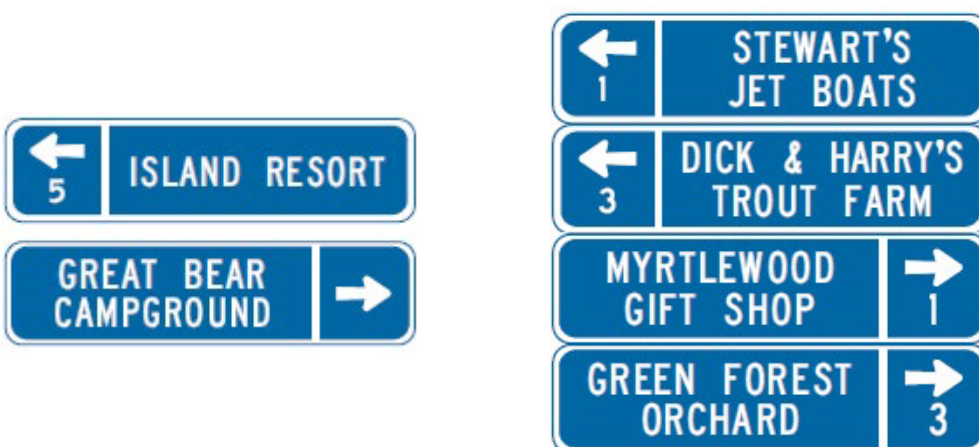 5
ISLAND RESORT
GREAT BEAR
CAMPGROUND
1
STEWART'S
JET BOATS
3
DICK & HARRY'S
TROUT FARM
MYRTLEWOOD
GIFT SHOP
1
GREEN FOREST
ORCHARD
3